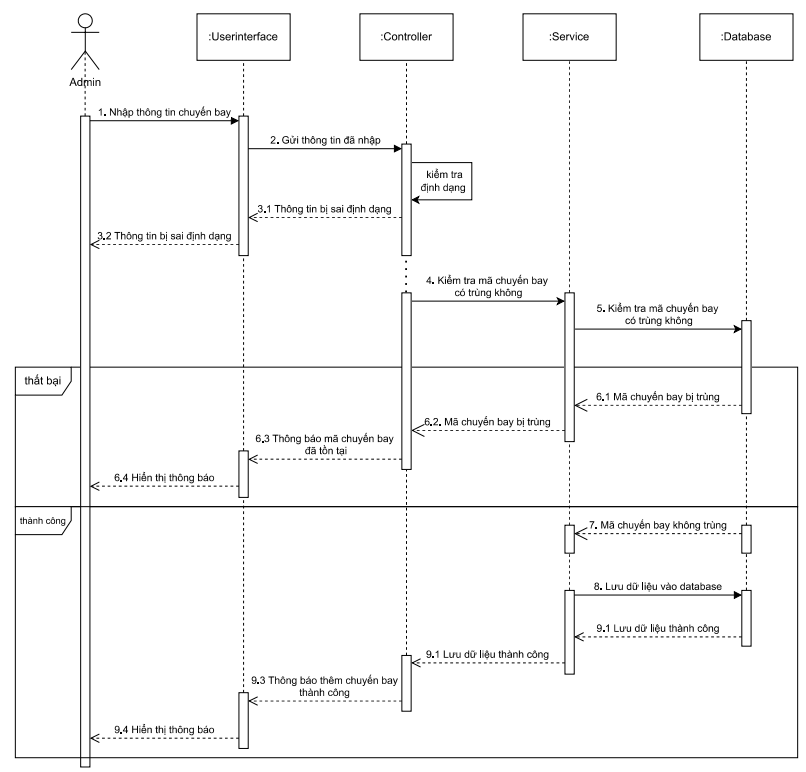 :Userinterface
:Controller
:Service
:Database
Admin
1. Nhập thông tin chuyến bay
2. Gửi thông tin đã nhập
kiểm tra
định dạng
3.1 Thông tin bị sai định dạng
3.2 Thông tin bị sai định dạng
4. Kiểm tra mã chuyến bay
có trùng không
5. Kiểm tra mã chuyến bay
có trùng không
thất bại
6.1 Mã chuyến bay bị trùng
6.2. Mã chuyến bay bị trùng
6.3 Thông báo mã chuyến bay
đã tồn tại
6.4 Hiển thị thông báo
thành công
7. Mã chuyến bay không trùng
8. Lưu dữ liệu vào database
9.1 Lưu dữ liệu thành công
9.1 Lưu dữ liệu thành công
9.3 Thông báo thêm chuyến bay
thành công
9.4 Hiển thị thông báo